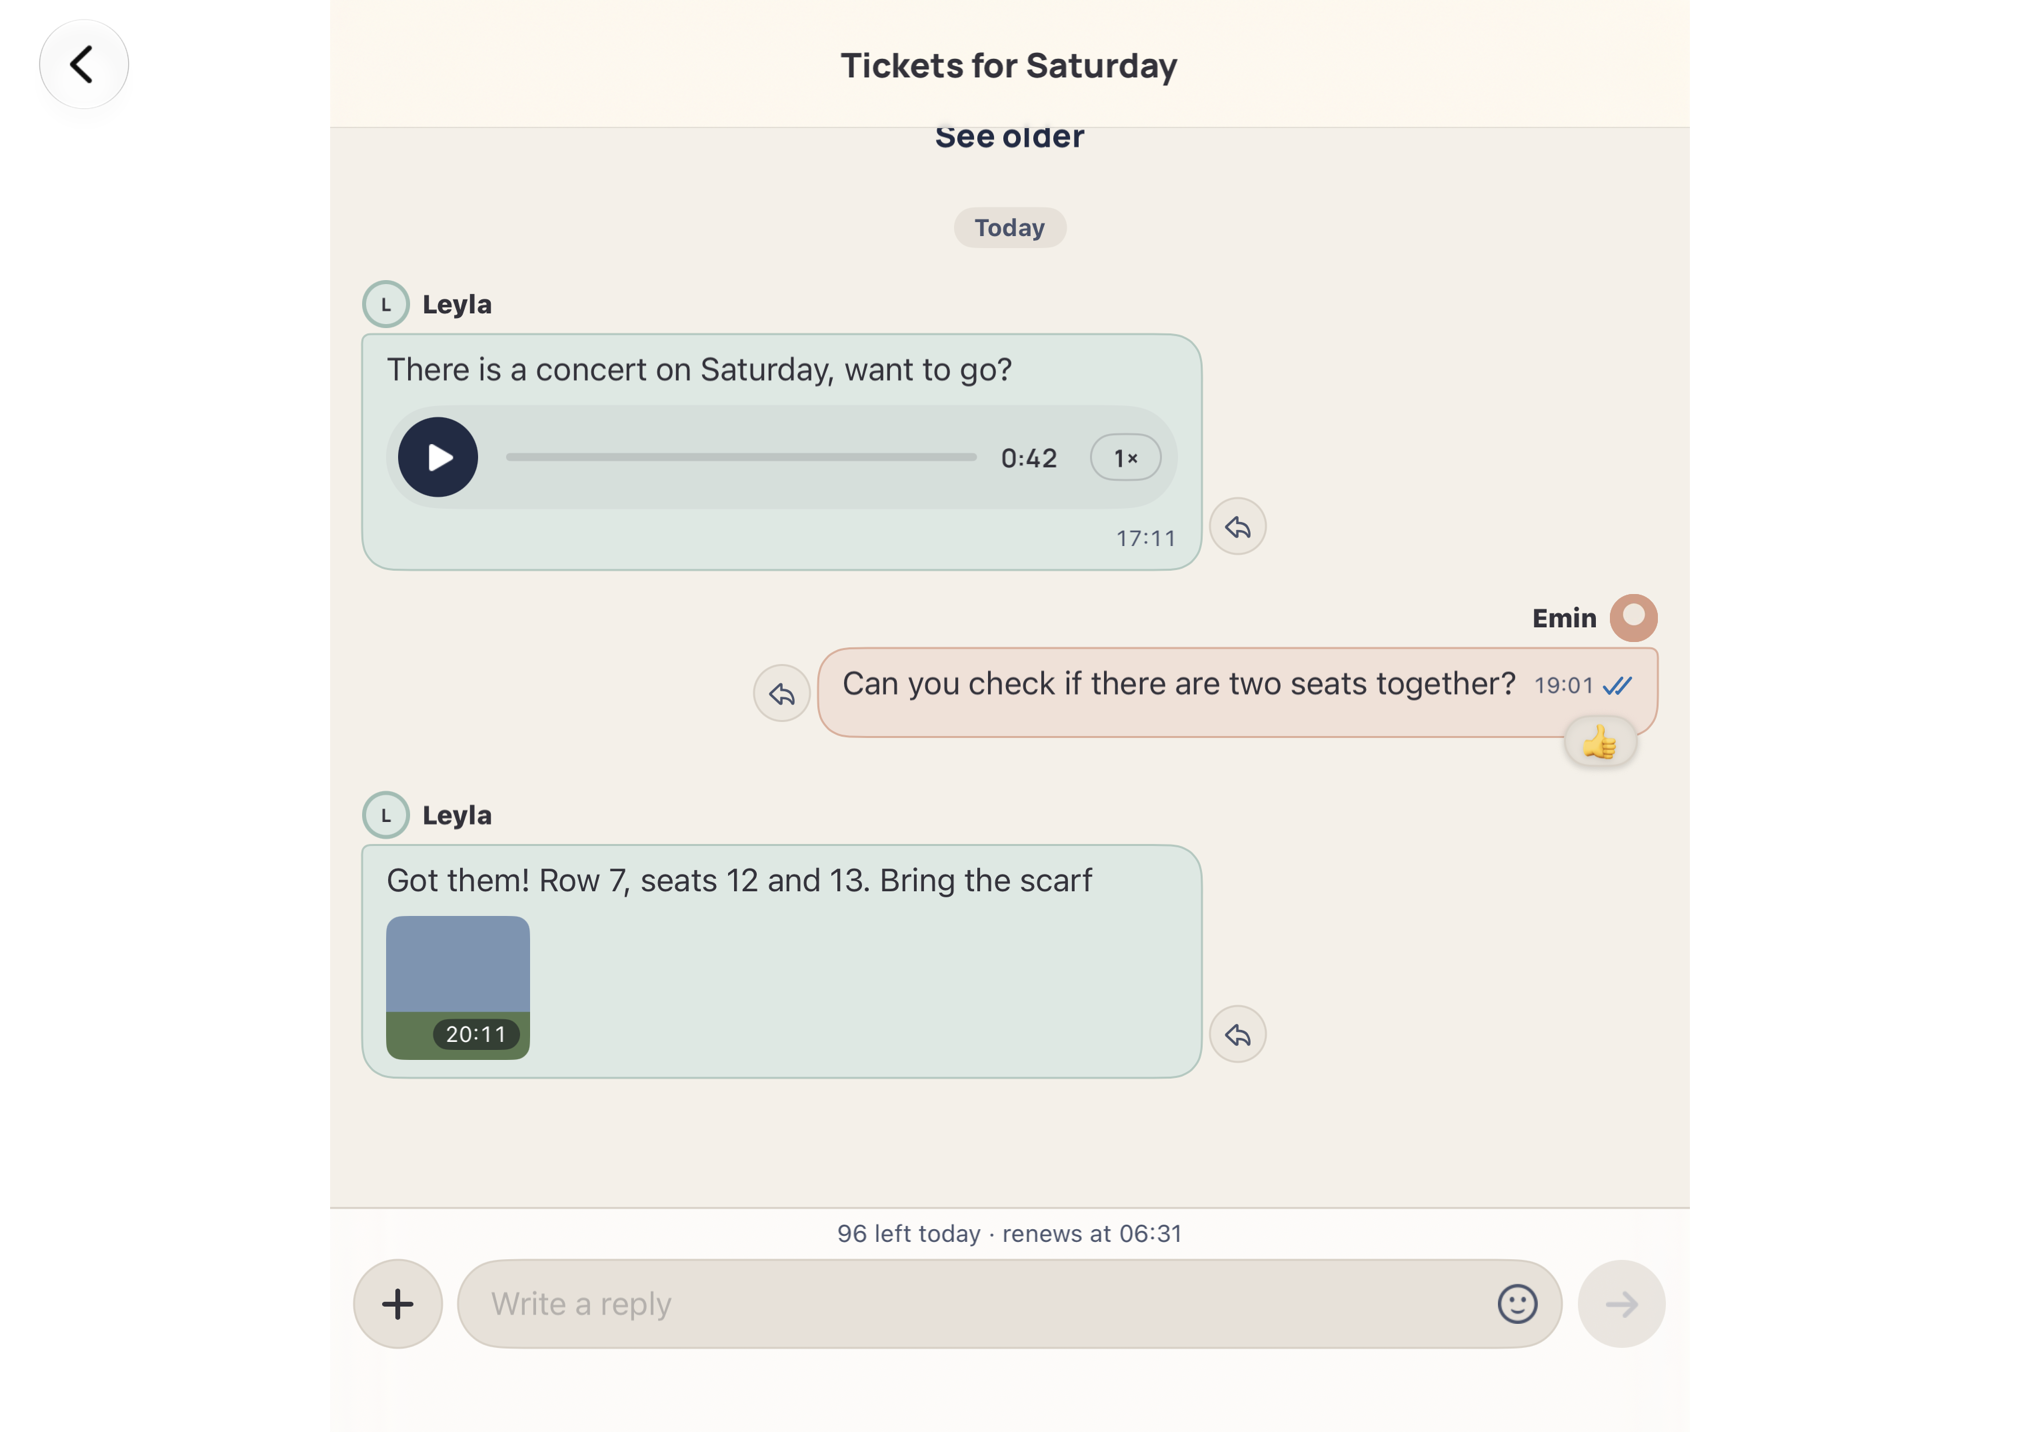 Tickets for Saturday
See older
Today
L Leyla
There is a concert on Saturday, want to go?
0:42 1×
17:11
Emin
Can you check if there are two seats together? 19:01
L Leyla
Got them! Row 7, seats 12 and 13. Bring the scarf
20:11
96 left today · renews at 06:31
Write a reply